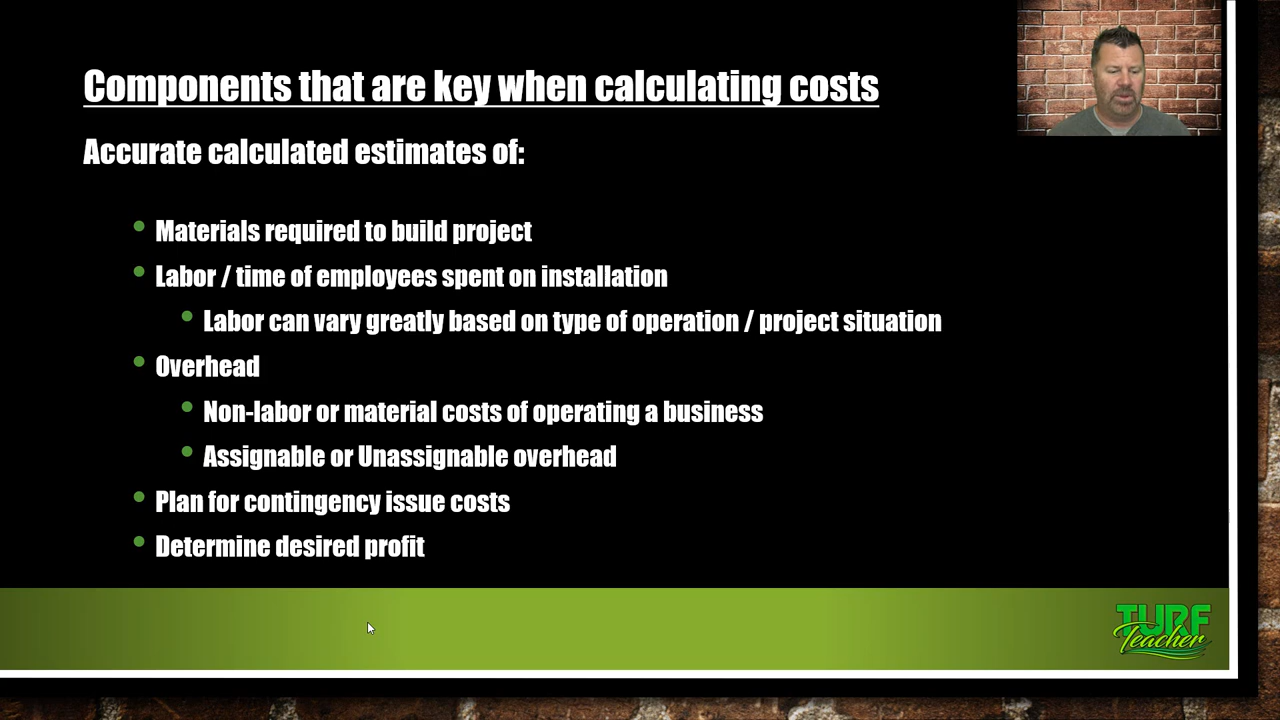 Components that are key when calculating costs
Accurate calculated estimates of:
Materials required to build project
Labor / time of employees spent on installation
Labor can vary greatly based on type of operation / project situation
Overhead
Non-labor or material costs of operating a business
Assignable or Unassignable overhead
Plan for contingency issue costs
Determine desired profit
TURF
Teacher